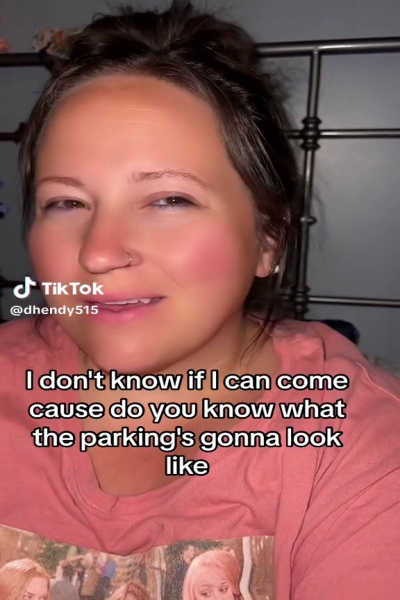 TikTok
@dhendy515
I don't know if I can come
cause do you know what
the parking's gonna look
like